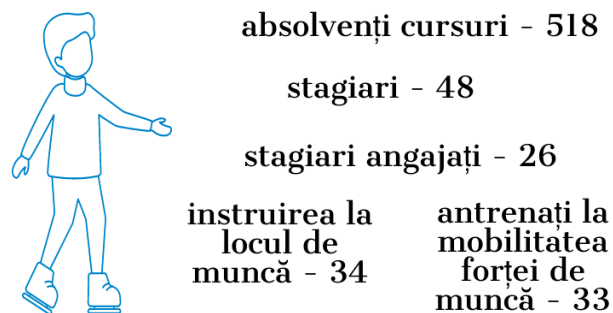 absolvenți cursuri - 518
stagiari - 48
stagiari angajați - 26
instruirea la
locul de
muncă - 34
antrenați la
mobilitatea
forței de
muncă - 33